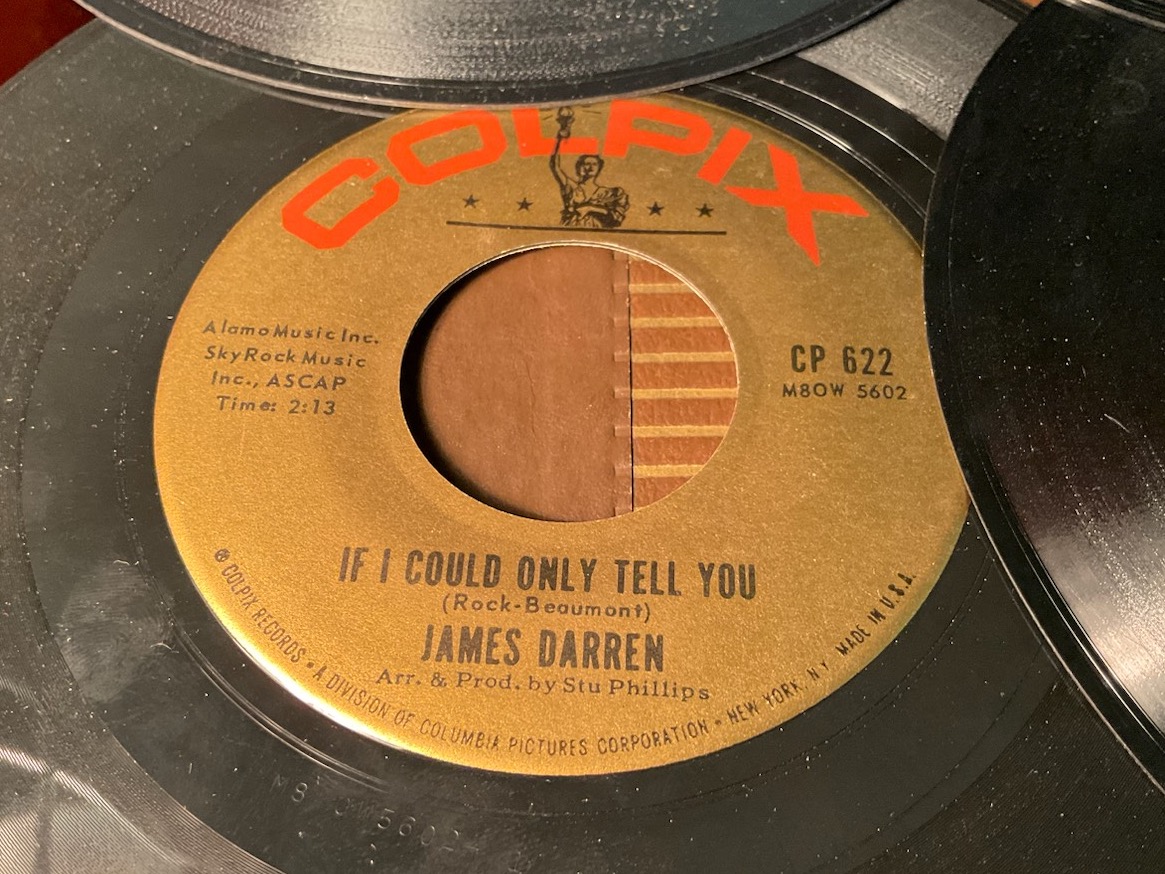 COLPIX
Alamo Music Inc.
SkyRock Music
Inc., ASCAP
Time: 2:13
CP 622
M8OW 5602
IF I COULD ONLY TELL YOU
(Rock-Beaumont)
JAMES DARREN
Arr. & Prod. by Stu Phillips
℗ COLPIX RECORDS • A DIVISION OF COLUMBIA PICTURES CORPORATION • NEW YORK, N.Y. MADE IN U.S.A.